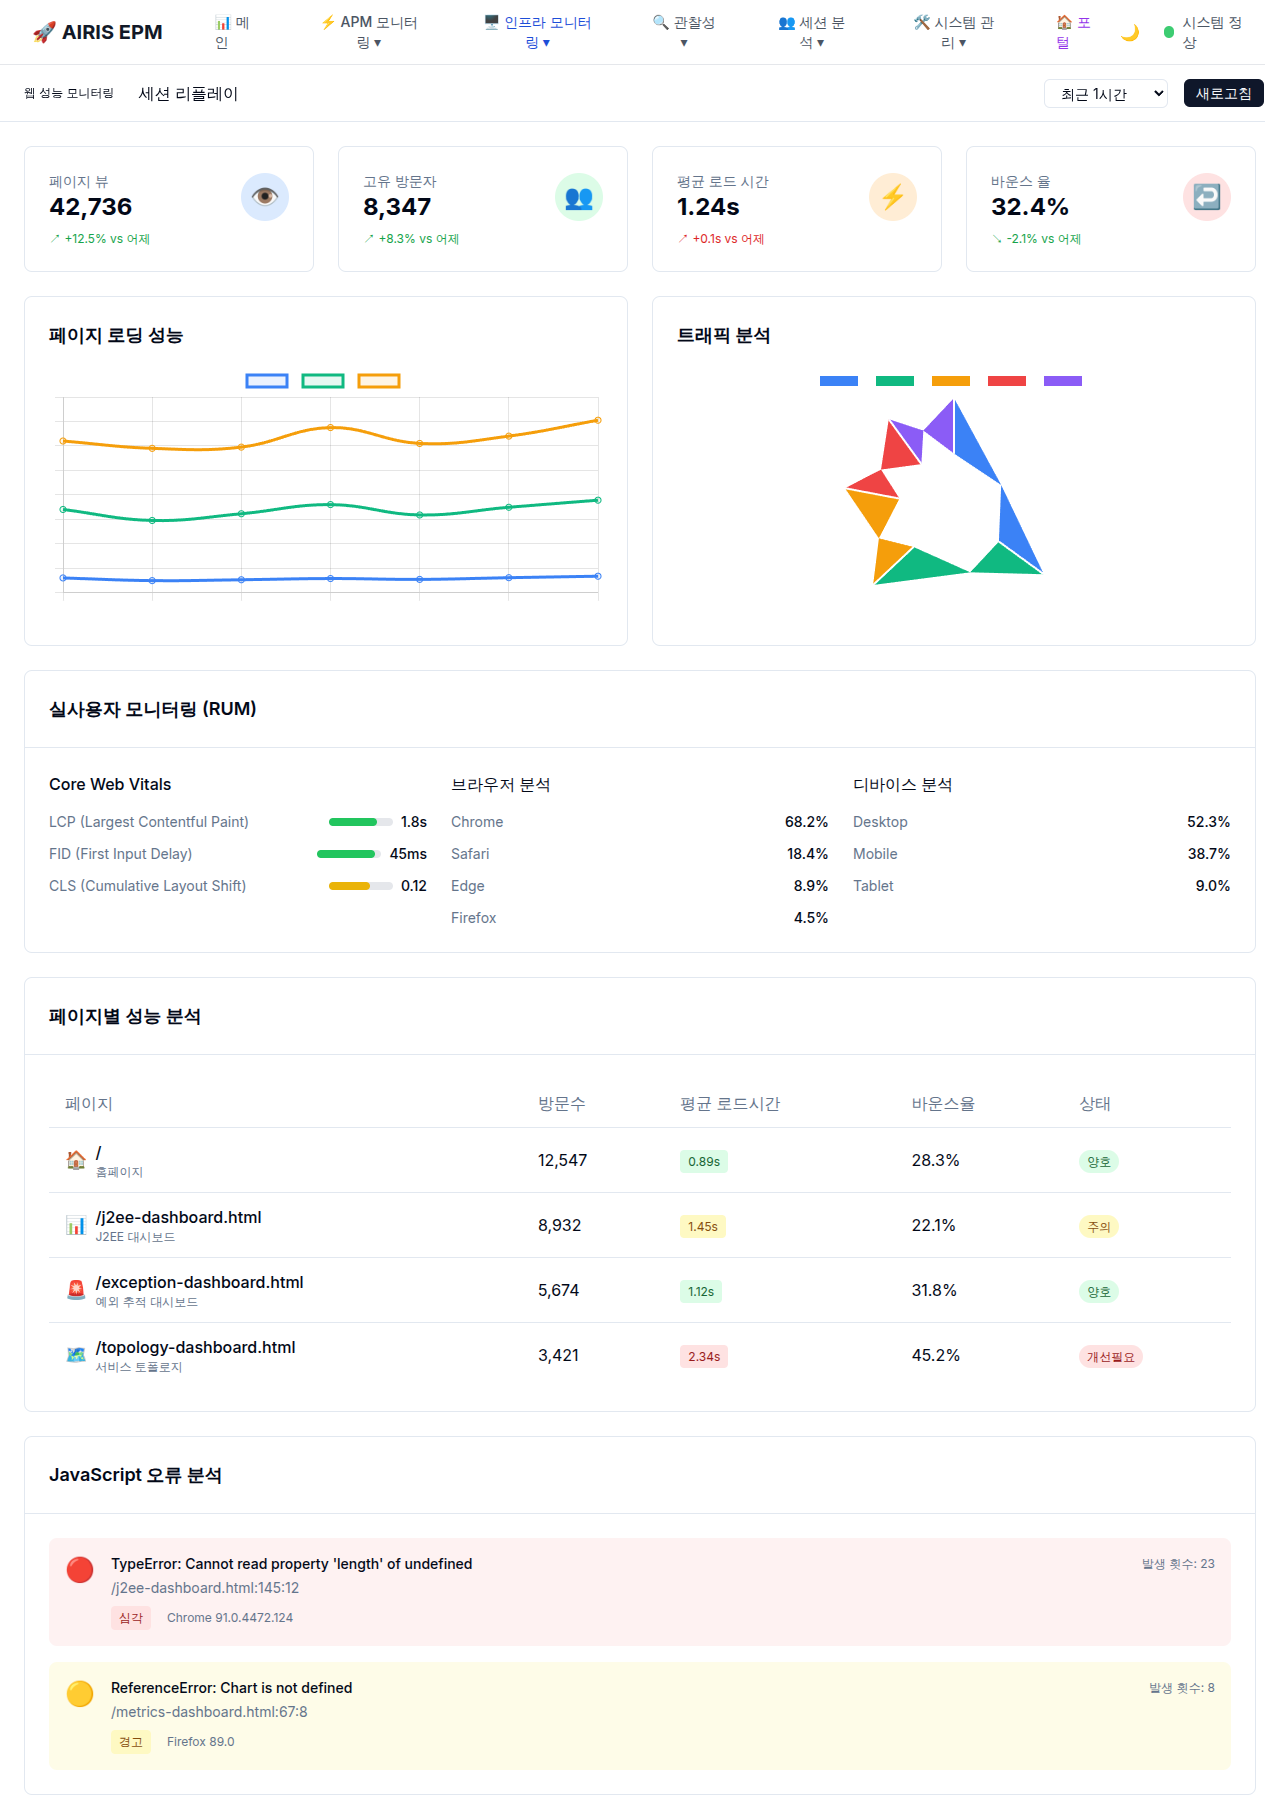 🚀 AIRIS EPM
📊 메인
⚡ APM 모니터링 ▾
🖥️ 인프라 모니터링 ▾
🔍 관찰성 ▾
👥 세션 분석 ▾
🛠️ 시스템 관리 ▾
🏠 포털
🌙
시스템 정상
웹 성능 모니터링
세션 리플레이
최근 1시간
새로고침
페이지 뷰
42,736
↗ +12.5% vs 어제
고유 방문자
8,347
↗ +8.3% vs 어제
평균 로드 시간
1.24s
↗ +0.1s vs 어제
바운스 율
32.4%
↘ -2.1% vs 어제
페이지 로딩 성능
트래픽 분석
실사용자 모니터링 (RUM)
Core Web Vitals
LCP (Largest Contentful Paint) 1.8s
FID (First Input Delay) 45ms
CLS (Cumulative Layout Shift) 0.12
브라우저 분석
Chrome 68.2%
Safari 18.4%
Edge 8.9%
Firefox 4.5%
디바이스 분석
Desktop 52.3%
Mobile 38.7%
Tablet 9.0%
페이지별 성능 분석
페이지 방문수 평균 로드시간 바운스율 상태
🏠 / 12,547 0.89s 28.3% 양호
홈페이지
📊 /j2ee-dashboard.html 8,932 1.45s 22.1% 주의
J2EE 대시보드
🚨 /exception-dashboard.html 5,674 1.12s 31.8% 양호
예외 추적 대시보드
🗺️ /topology-dashboard.html 3,421 2.34s 45.2% 개선필요
서비스 토폴로지
JavaScript 오류 분석
🔴 TypeError: Cannot read property 'length' of undefined 발생 횟수: 23
/j2ee-dashboard.html:145:12
심각 Chrome 91.0.4472.124
🟡 ReferenceError: Chart is not defined 발생 횟수: 8
/metrics-dashboard.html:67:8
경고 Firefox 89.0